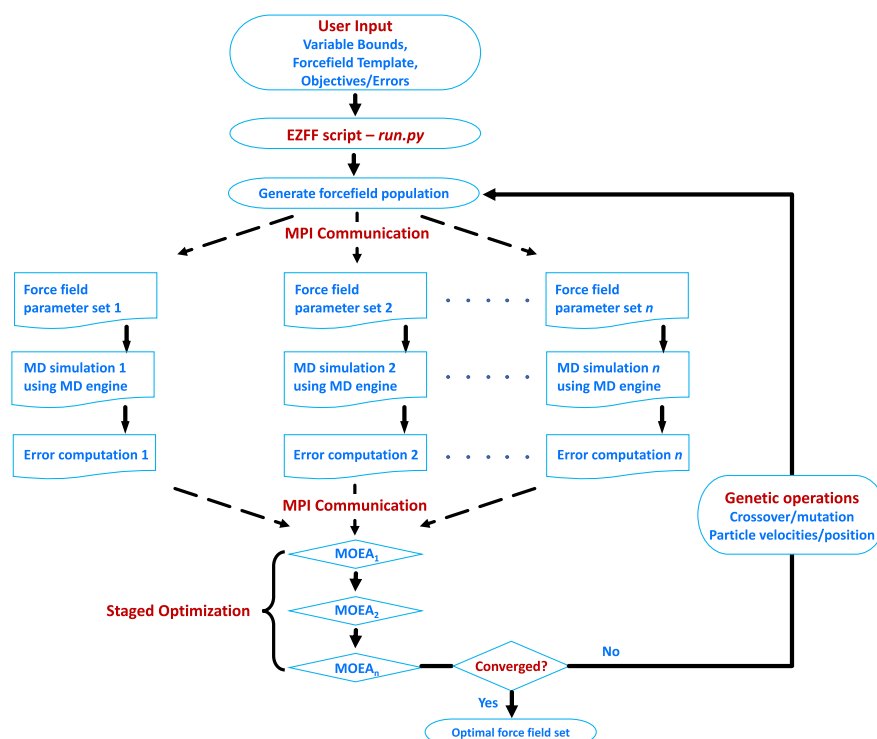 User Input
Variable Bounds,
Forcefield Template,
Objectives/Errors
EZFF script – run.py
Generate forcefield population
MPI Communication
Force field
parameter set 1
Force field
parameter set 2
Force field
parameter set n
MD simulation 1
using MD engine
MD simulation 2
using MD engine
MD simulation n
using MD engine
Error computation 1
Error computation 2
Error computation n
MPI Communication
Genetic operations
Crossover/mutation
Particle velocities/position
MOEA1
Staged Optimization
MOEA2
MOEAn
Converged?
No
Yes
Optimal force field set